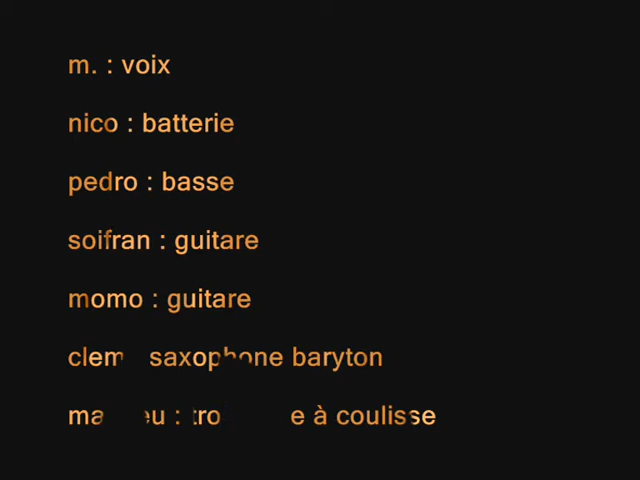 m. : voix
nico : batterie
pedro : basse
soifran : guitare
momo : guitare
clem saxophone baryton
: à coulisse